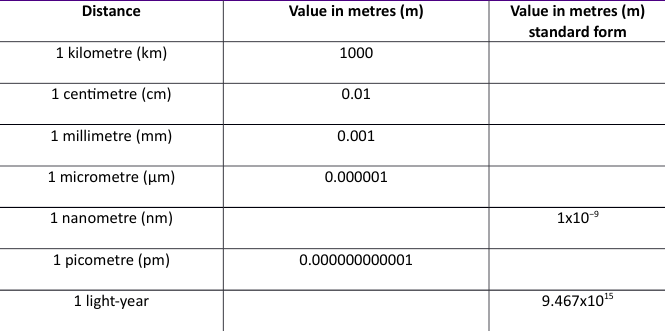 Distance Value in metres (m) Value in metres (m)
standard form
1 kilometre (km) 1000
1 centimetre (cm) 0.01
1 millimetre (mm) 0.001
1 micrometre (μm) 0.000001
1 nanometre (nm) 1x10⁻⁹
1 picometre (pm) 0.000000000001
1 light-year 9.467x10¹⁵